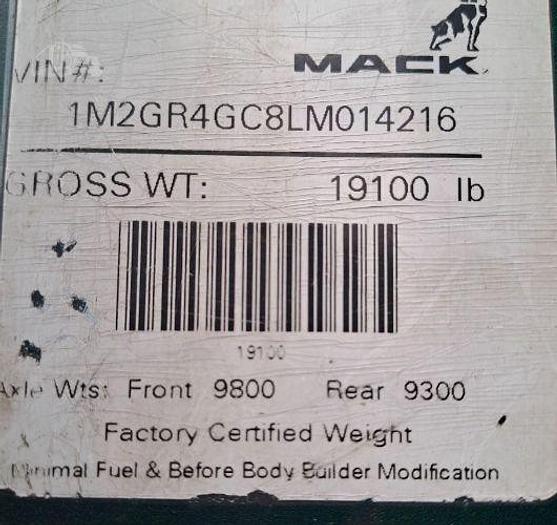 VIN#:
MACK
1M2GR4GC8LM014216
GROSS WT: 19100 lb
19100
Axle Wts: Front 9800 Rear 9300
Factory Certified Weight
Minimal Fuel & Before Body Builder Modification